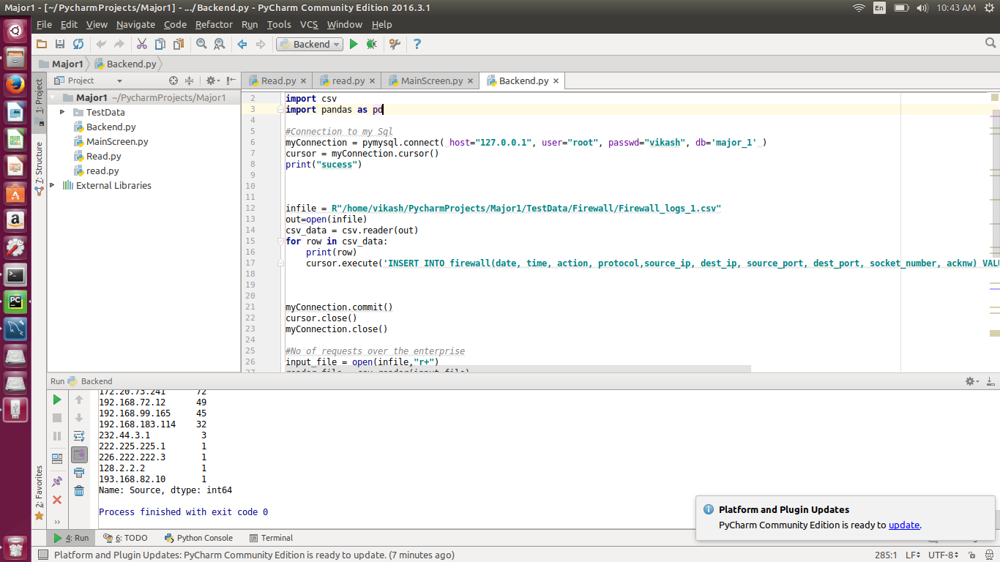 Major1 - [~/PycharmProjects/Major1] - .../Backend.py - PyCharm Community Edition 2016.3.1
En
10:43 AM
File Edit View Navigate Code Refactor Run Tools VCS Window Help
Backend
Major1
Backend.py
1: Project
7: Structure
2: Favorites
Project
Major1 ~/PycharmProjects/Major1
TestData
Backend.py
MainScreen.py
Read.py
read.py
External Libraries
Read.py
read.py
MainScreen.py
Backend.py
2 import csv
3 import pandas as pd
4
5 #Connection to my Sql
6 myConnection = pymysql.connect( host="127.0.0.1", user="root", passwd="vikash", db='major_1' )
7 cursor = myConnection.cursor()
8 print("sucess")
9
10
11
12 infile = R"/home/vikash/PycharmProjects/Major1/TestData/Firewall/Firewall_logs_1.csv"
13 out=open(infile)
14 csv_data = csv.reader(out)
15 for row in csv_data:
16 print(row)
17 cursor.execute('INSERT INTO firewall(date, time, action, protocol,source_ip, dest_ip, source_port, dest_port, socket_number, acknw) VALU
18
19
20
21 myConnection.commit()
22 cursor.close()
23 myConnection.close()
24
25 #No of requests over the enterprise
26 input_file = open(infile,"r+")
27 reader_file = csv.reader(input_file)
Run Backend
172.20.73.241 72
192.168.72.12 49
192.168.99.165 45
192.168.183.114 32
232.44.3.1 3
222.225.225.1 1
226.222.222.3 1
128.2.2.2 1
193.168.82.10 1
Name: Source, dtype: int64
Process finished with exit code 0
Platform and Plugin Updates
PyCharm Community Edition is ready to update.
4: Run
6: TODO
Python Console
Terminal
Platform and Plugin Updates: PyCharm Community Edition is ready to update. (7 minutes ago)
285:1 LF UTF-8